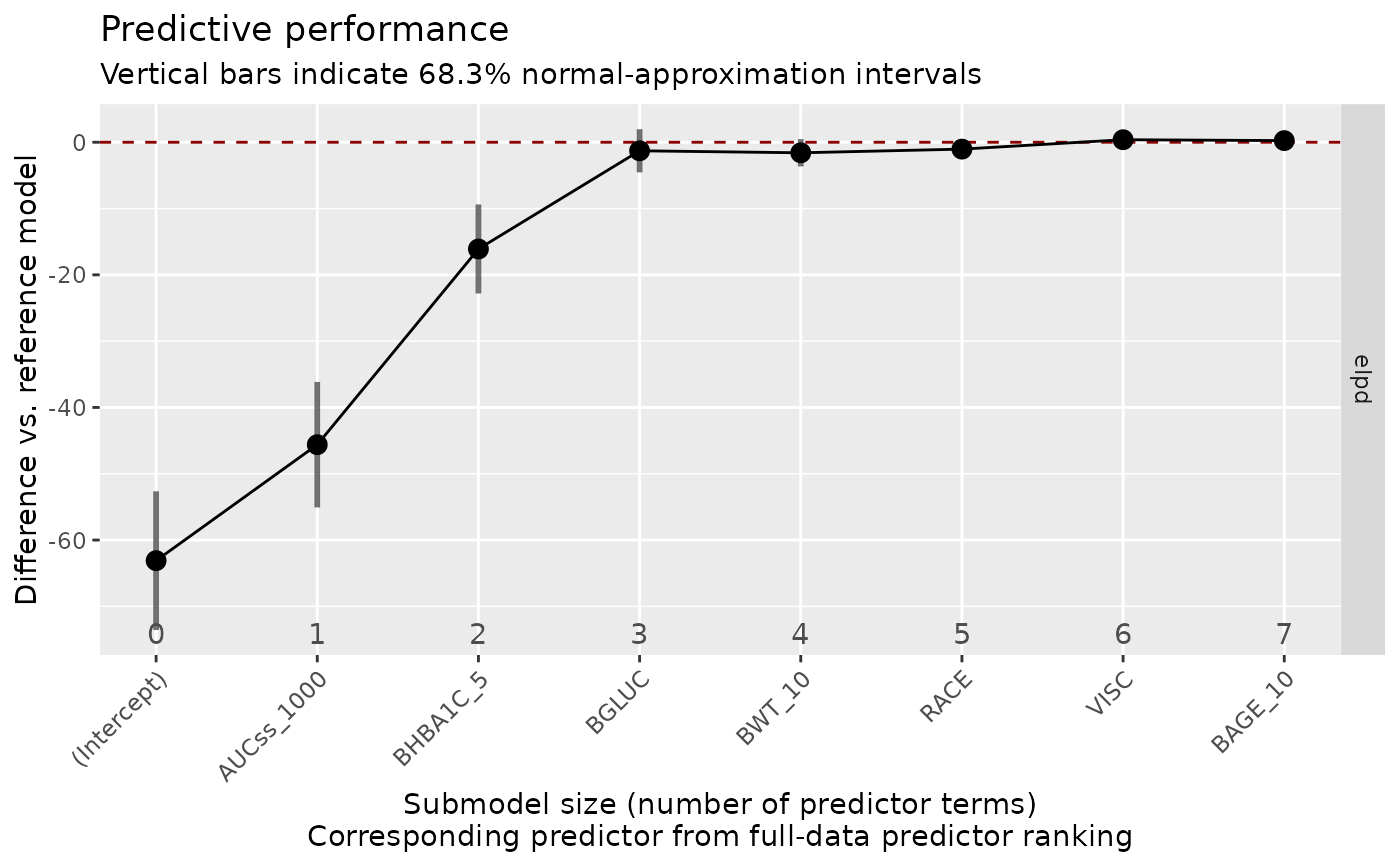 Predictive performance
Vertical bars indicate 68.3% normal-approximation intervals
Difference vs. reference model
0
-20
-40
-60
elpd
0 1 2 3 4 5 6 7
(Intercept) AUCss_1000 BHBA1C_5 BGLUC BWT_10 RACE VISC BAGE_10
Submodel size (number of predictor terms)
Corresponding predictor from full-data predictor ranking